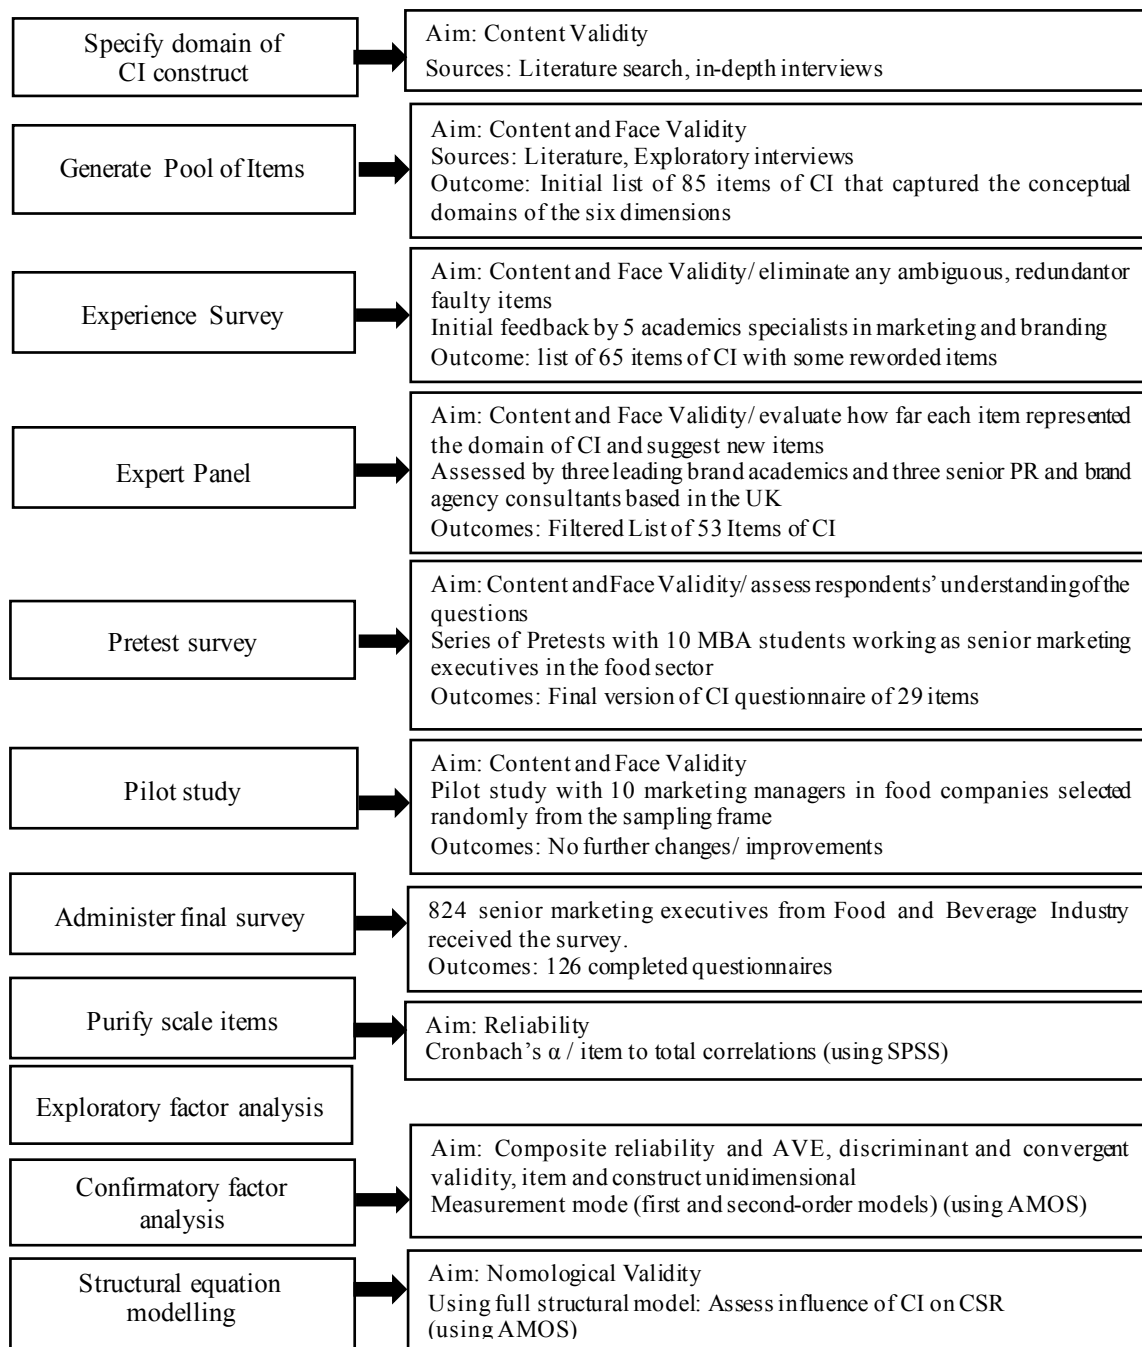 Specify domain of
CI construct
Aim: Content Validity
Sources: Literature search, in-depth interviews
Generate Pool of Items
Aim: Content and Face Validity
Sources: Literature, Exploratory interviews
Outcome: Initial list of 85 items of CI that captured the conceptual
domains of the six dimensions
Experience Survey
Aim: Content and Face Validity/ eliminate any ambiguous, redundantor
faulty items
Initial feedback by 5 academics specialists in marketing and branding
Outcome: list of 65 items of CI with some reworded items
Expert Panel
Aim: Content and Face Validity/ evaluate how far each item represented
the domain of CI and suggest new items
Assessed by three leading brand academics and three senior PR and brand
agency consultants based in the UK
Outcomes: Filtered List of 53 Items of CI
Pretest survey
Aim: Content and Face Validity/ assess respondents' understanding of the
questions
Series of Pretests with 10 MBA students working as senior marketing
executives in the food sector
Outcomes: Final version of CI questionnaire of 29 items
Pilot study
Aim: Content and Face Validity
Pilot study with 10 marketing managers in food companies selected
randomly from the sampling frame
Outcomes: No further changes/ improvements
Administer final survey
824 senior marketing executives from Food and Beverage Industry
received the survey.
Outcomes: 126 completed questionnaires
Purify scale items
Aim: Reliability
Cronbach's α / item to total correlations (using SPSS)
Exploratory factor analysis
Confirmatory factor
analysis
Aim: Composite reliability and AVE, discriminant and convergent
validity, item and construct unidimensional
Measurement mode (first and second-order models) (using AMOS)
Structural equation
modelling
Aim: Nomological Validity
Using full structural model: Assess influence of CI on CSR
(using AMOS)